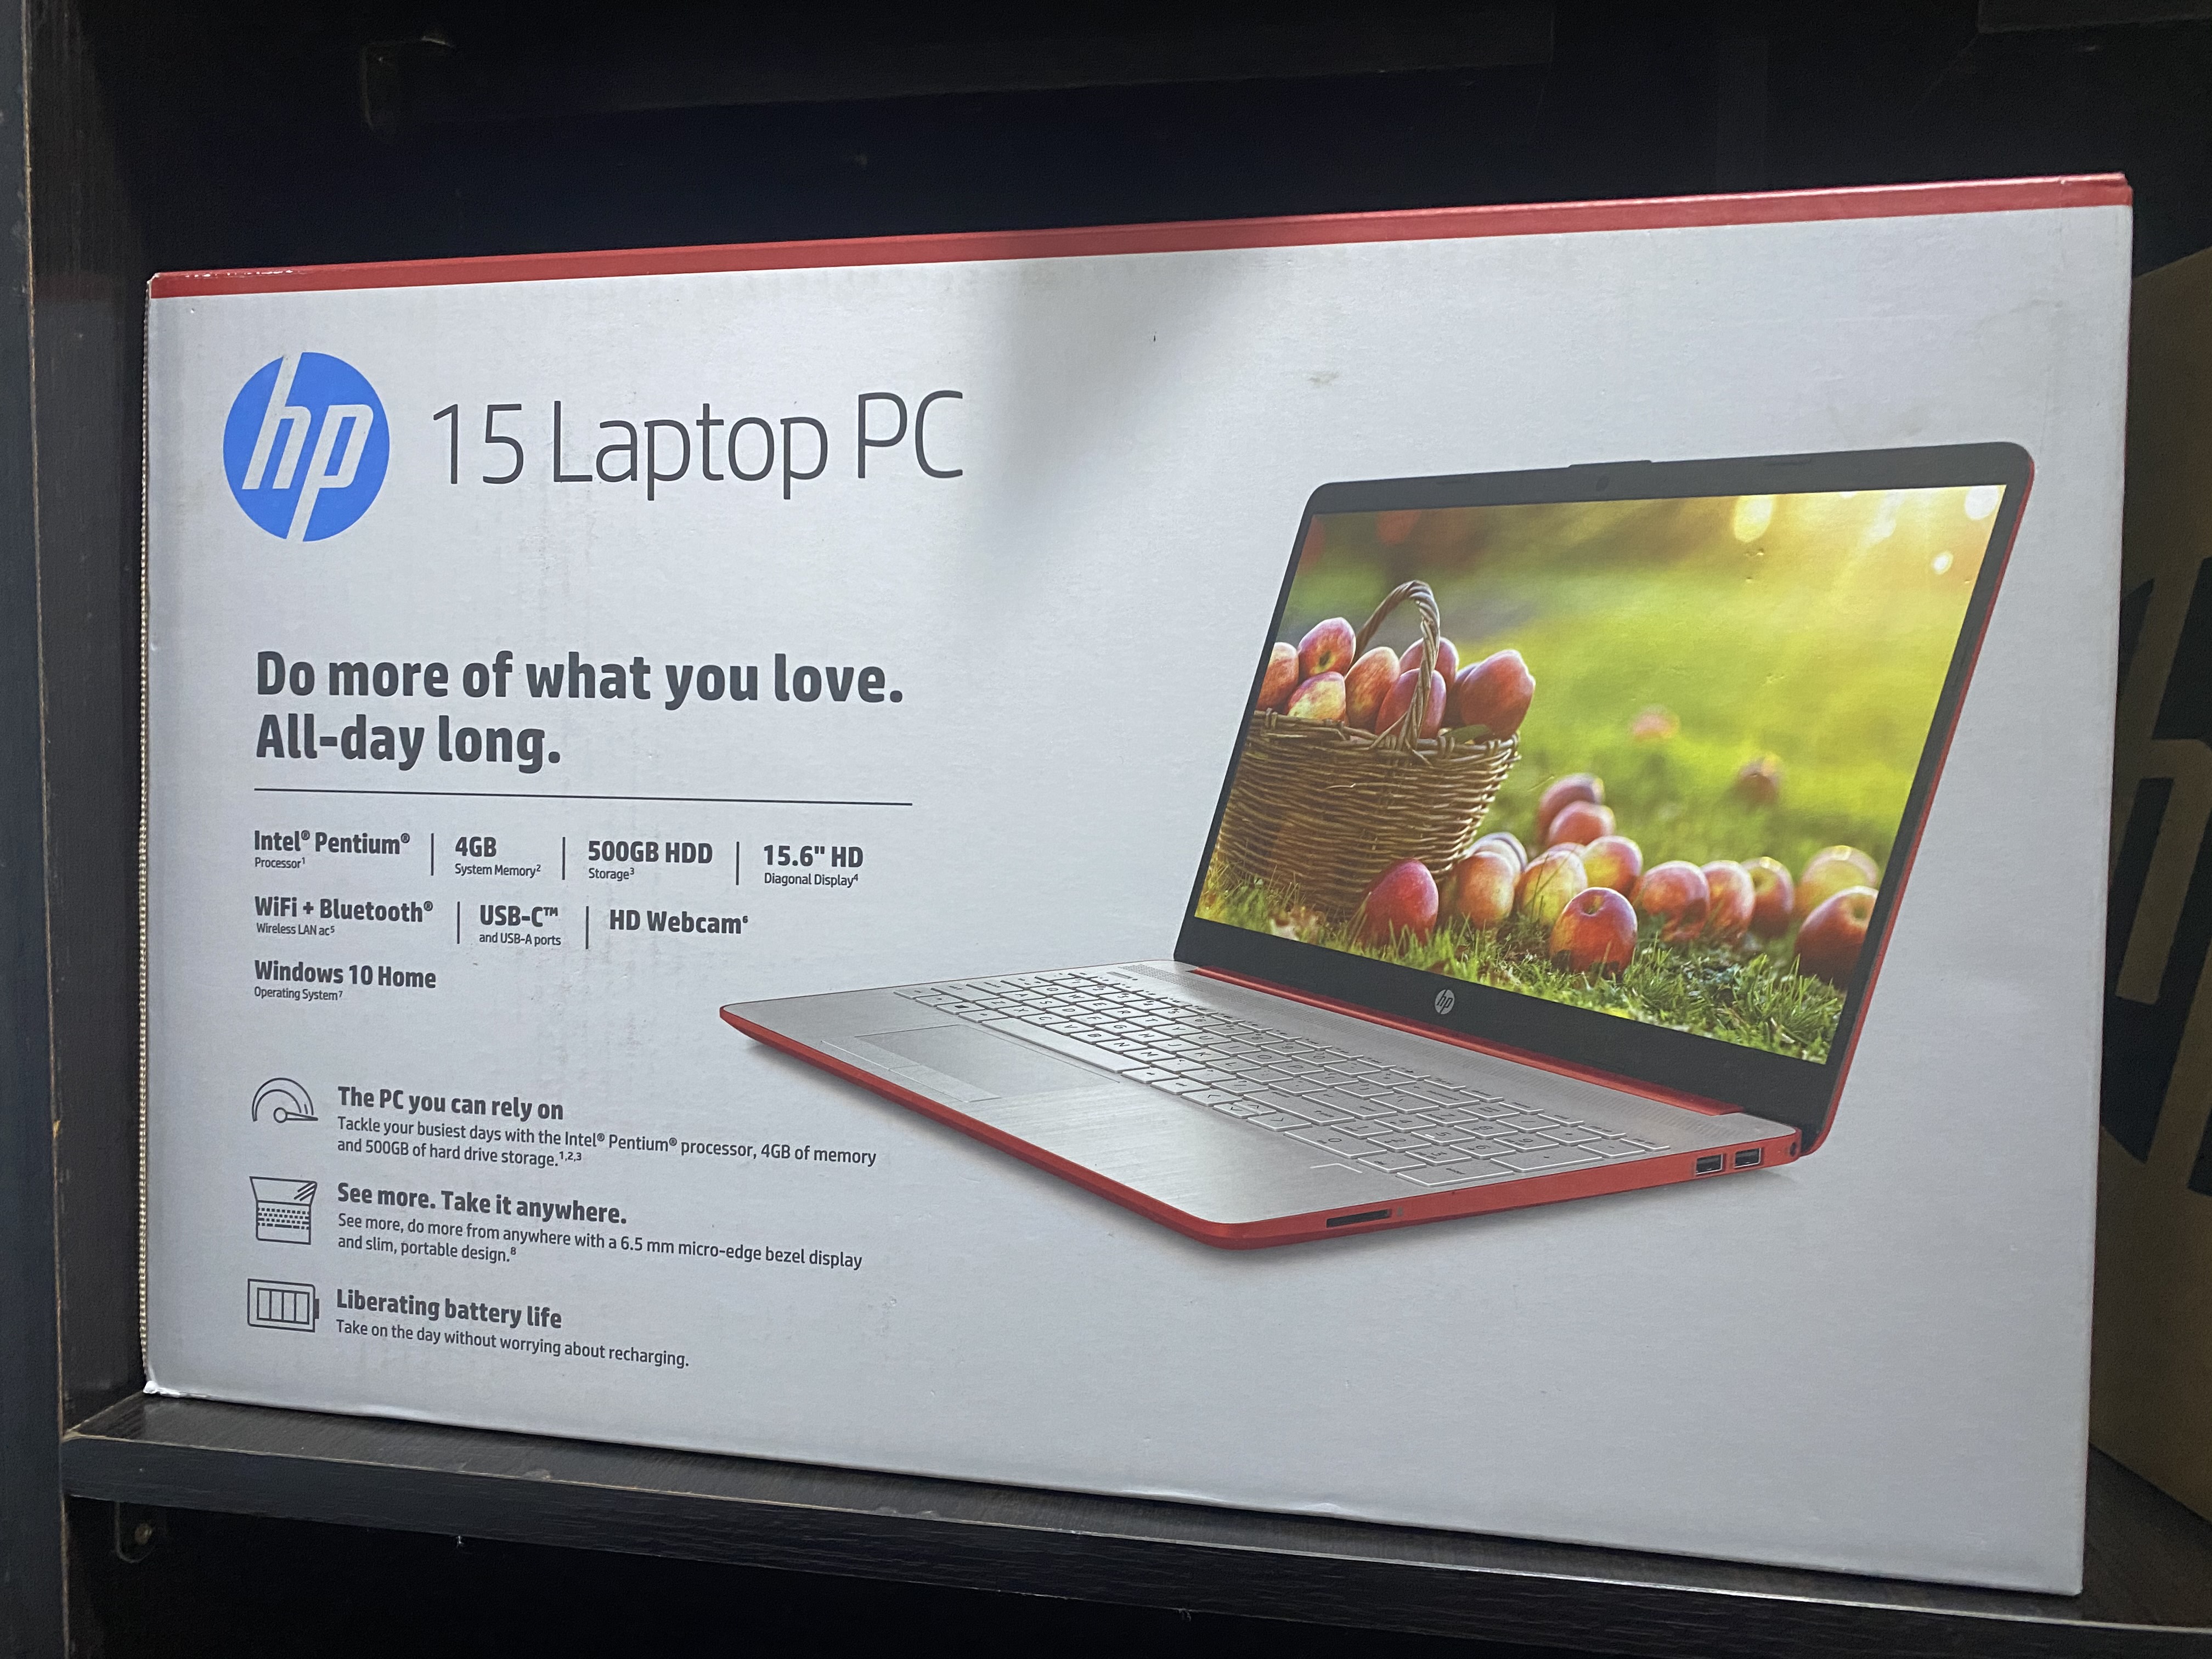 hp 15 Laptop PC
Do more of what you love.
All-day long.
Intel® Pentium® | 4GB | 500GB HDD | 15.6" HD
Processor¹ System Memory² Storage³ Diagonal Display⁴
WiFi + Bluetooth® | USB-C™ | HD Webcam⁶
Wireless LAN ac⁵ and USB-A ports
Windows 10 Home
Operating System⁷
The PC you can rely on
Tackle your busiest days with the Intel® Pentium® processor, 4GB of memory
and 500GB of hard drive storage.¹,²,³
See more. Take it anywhere.
See more, do more from anywhere with a 6.5 mm micro-edge bezel display
and slim, portable design.⁸
Liberating battery life
Take on the day without worrying about recharging.
hp